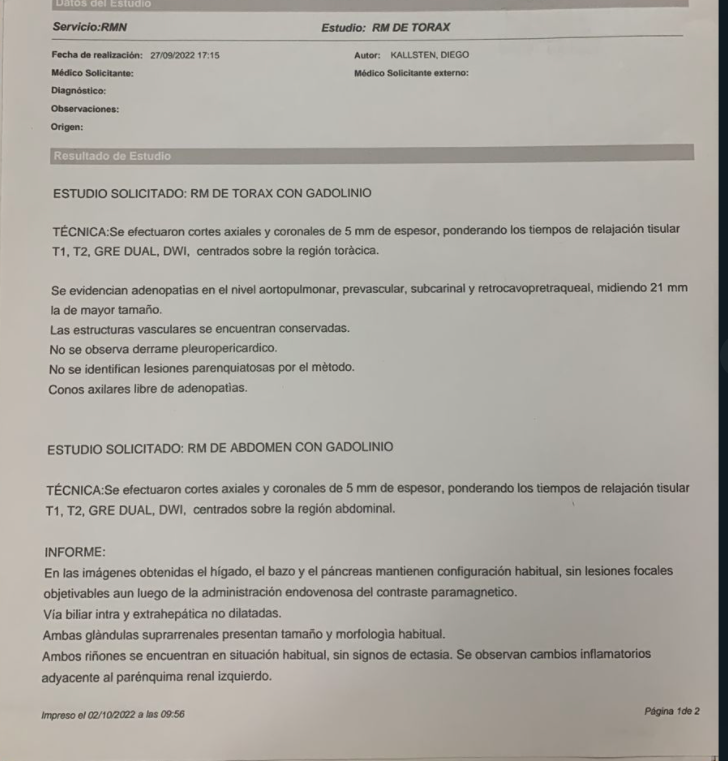 Datos del Estudio
Servicio:RMN Estudio: RM DE TORAX
Fecha de realización: 27/09/2022 17:15 Autor: KALLSTEN, DIEGO
Médico Solicitante: Médico Solicitante externo:
Diagnóstico:
Observaciones:
Origen:
Resultado de Estudio
ESTUDIO SOLICITADO: RM DE TORAX CON GADOLINIO
TÉCNICA:Se efectuaron cortes axiales y coronales de 5 mm de espesor, ponderando los tiempos de relajación tisular
T1, T2, GRE DUAL, DWI, centrados sobre la región toràcica.
Se evidencian adenopatias en el nivel aortopulmonar, prevascular, subcarinal y retrocavopretraqueal, midiendo 21 mm
la de mayor tamaño.
Las estructuras vasculares se encuentran conservadas.
No se observa derrame pleuropericardico.
No se identifican lesiones parenquiatosas por el mètodo.
Conos axilares libre de adenopatìas.
ESTUDIO SOLICITADO: RM DE ABDOMEN CON GADOLINIO
TÉCNICA:Se efectuaron cortes axiales y coronales de 5 mm de espesor, ponderando los tiempos de relajación tisular
T1, T2, GRE DUAL, DWI, centrados sobre la región abdominal.
INFORME:
En las imágenes obtenidas el hígado, el bazo y el páncreas mantienen configuración habitual, sin lesiones focales
objetivables aun luego de la administración endovenosa del contraste paramagnetico.
Vía biliar intra y extrahepática no dilatadas.
Ambas glàndulas suprarrenales presentan tamaño y morfologìa habitual.
Ambos riñones se encuentran en situación habitual, sin signos de ectasia. Se observan cambios inflamatorios
adyacente al parénquima renal izquierdo.
Impreso el 02/10/2022 a las 09:56 Página 1de 2